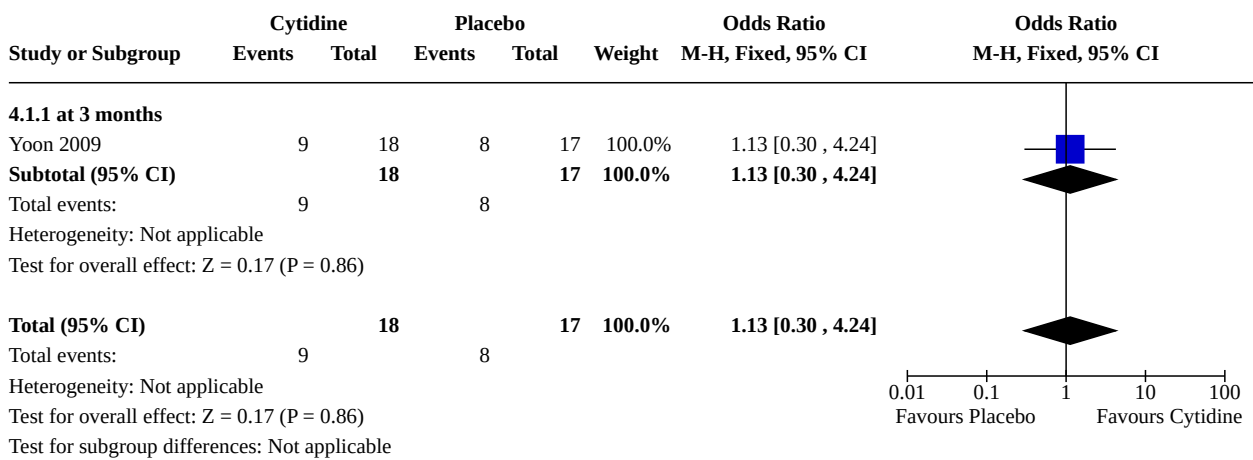 Cytidine Placebo Odds Ratio Odds Ratio
Study or Subgroup Events Total Events Total Weight M-H, Fixed, 95% CI M-H, Fixed, 95% CI
4.1.1 at 3 months
Yoon 2009 9 18 8 17 100.0% 1.13 [0.30 , 4.24]
Subtotal (95% CI) 18 17 100.0% 1.13 [0.30 , 4.24]
Total events: 9 8
Heterogeneity: Not applicable
Test for overall effect: Z = 0.17 (P = 0.86)
Total (95% CI) 18 17 100.0% 1.13 [0.30 , 4.24]
Total events: 9 8
Heterogeneity: Not applicable
0.01 0.1 1 10 100
Test for overall effect: Z = 0.17 (P = 0.86)
Favours Placebo Favours Cytidine
Test for subgroup differences: Not applicable